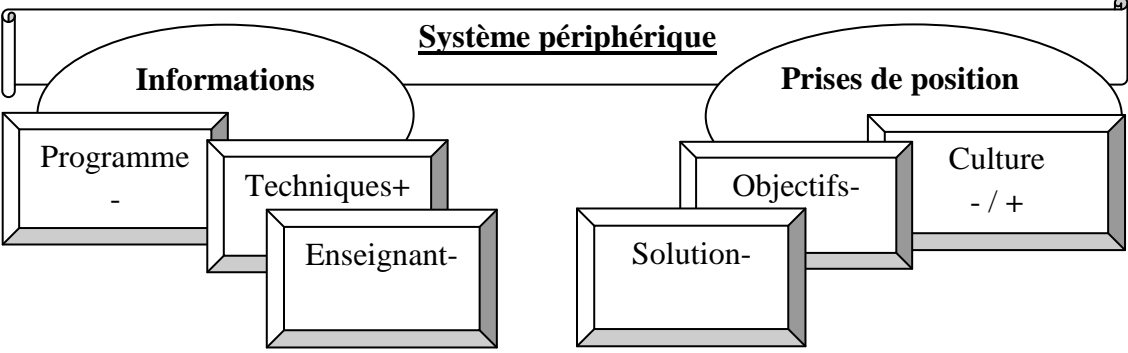 Système périphérique
Informations
Prises de position
Programme
-
Techniques+
Enseignant-
Solution-
Objectifs-
Culture
- / +